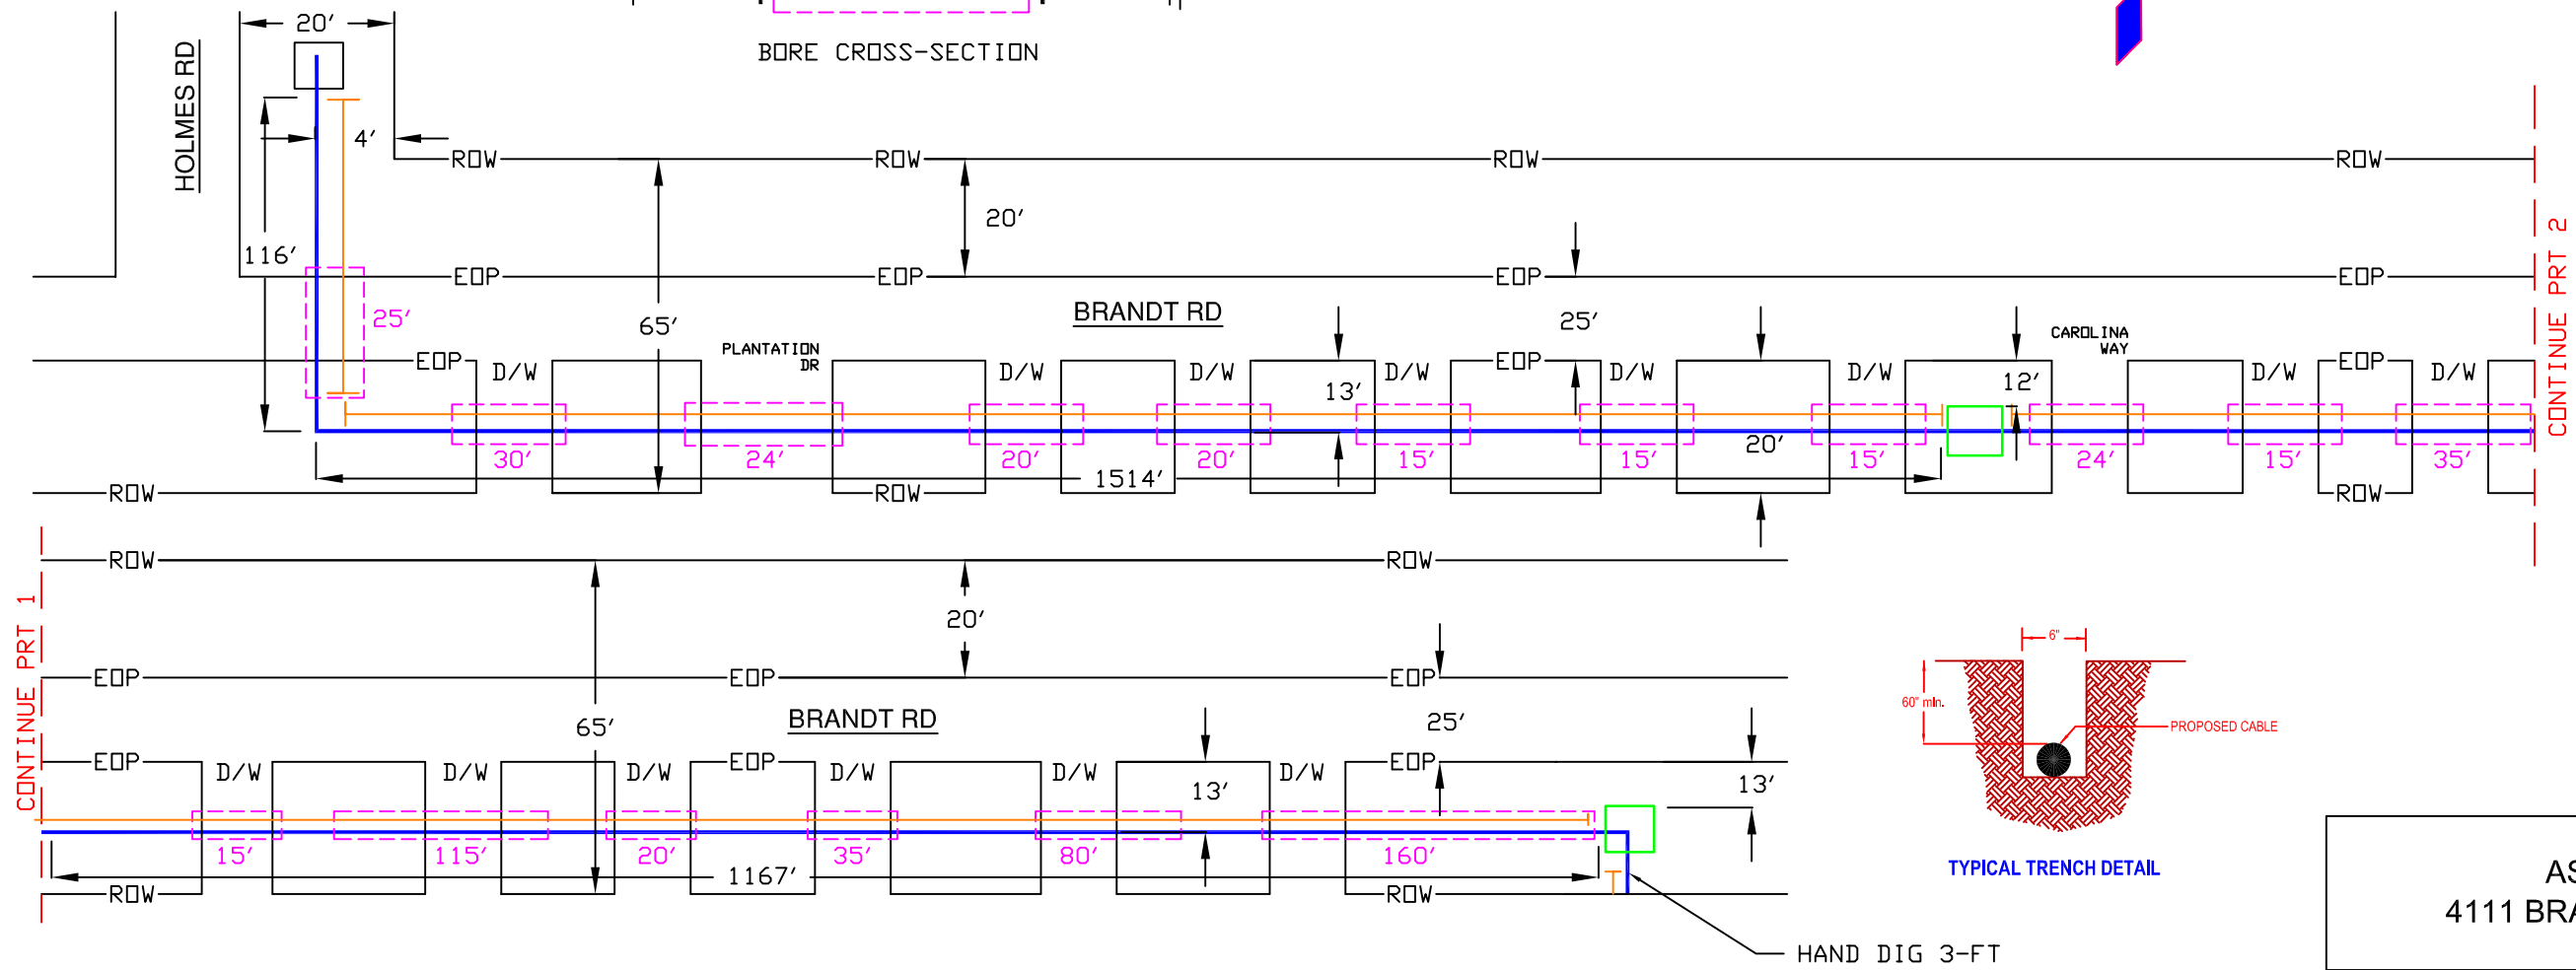 BORE CROSS-SECTION
20'
HOLMES RD
4'
116'
25'
ROW
ROW
ROW
ROW
20'
EOP
EOP
EOP
EOP
65'
BRANDT RD
25'
CAROLINA
WAY
PLANTATION
DR
EOP
D/W
D/W
D/W
13'
D/W
EOP
D/W
D/W
12'
D/W
EOP
D/W
30'
24'
20'
20'
15'
15'
20'
15'
24'
15'
35'
1514'
ROW
ROW
ROW
CONTINUE PRT 2
CONTINUE PRT 1
ROW
ROW
20'
EOP
EOP
EOP
65'
BRANDT RD
25'
EOP
D/W
D/W
D/W
EOP
D/W
D/W
13'
D/W
EOP
13'
15'
115'
20'
35'
80'
160'
1167'
ROW
ROW
HAND DIG 3-FT
6"
60" min.
PROPOSED CABLE
TYPICAL TRENCH DETAIL
AS
4111 BRA